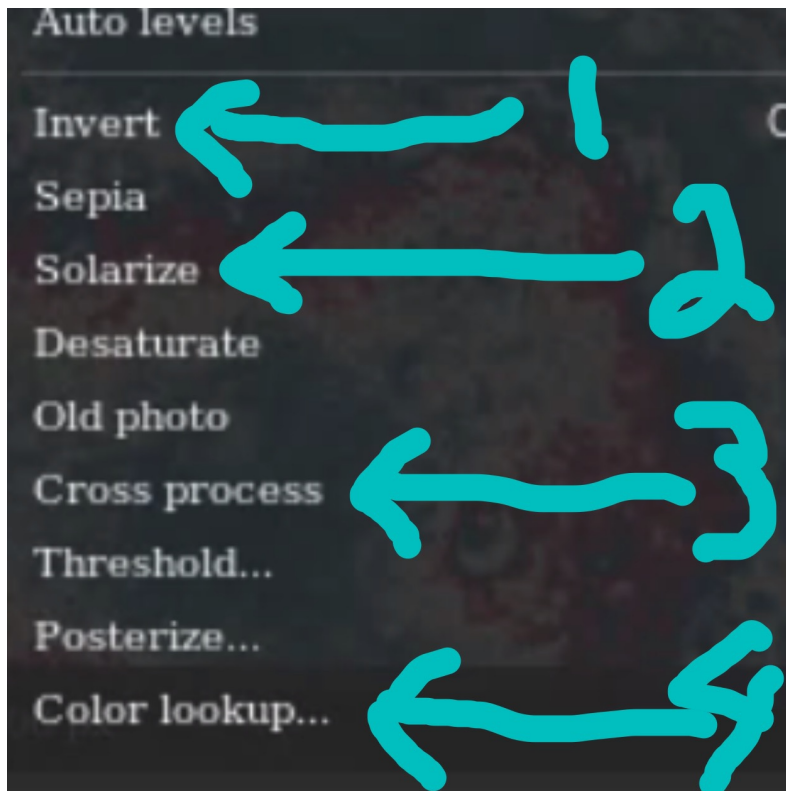 Auto levels
Invert 1
Sepia
Solarize 2
Desaturate
Old photo
Cross process 3
Threshold...
Posterize...
Color lookup... 4